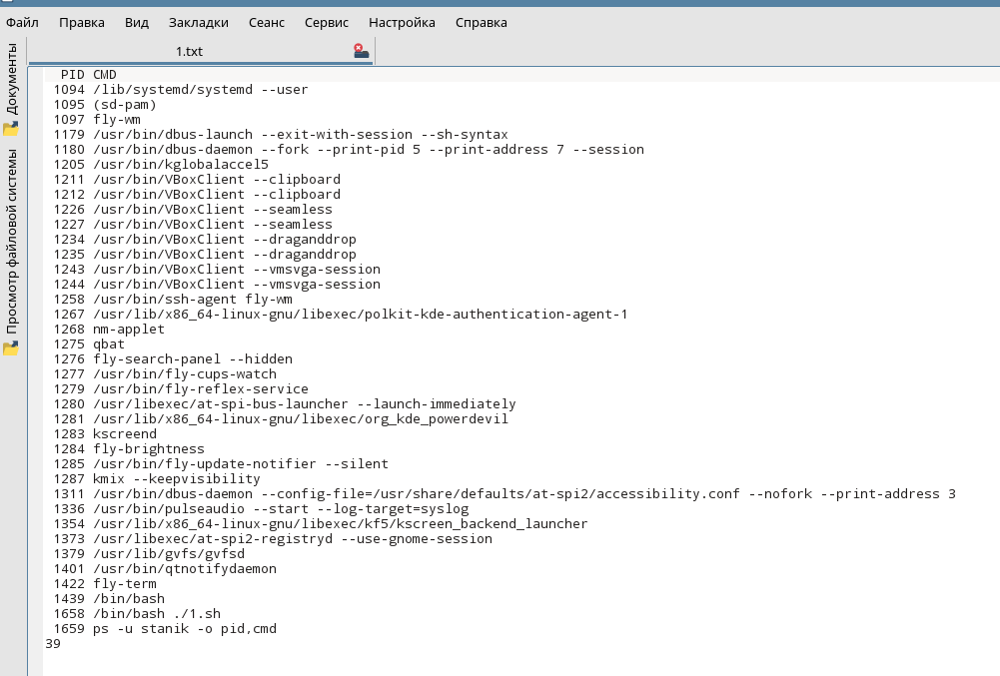 Файл Правка Вид Закладки Сеанс Сервис Настройка Справка
1.txt
Документы
Просмотр файловой системы
PID CMD
1094 /lib/systemd/systemd --user
1095 (sd-pam)
1097 fly-wm
1179 /usr/bin/dbus-launch --exit-with-session --sh-syntax
1180 /usr/bin/dbus-daemon --fork --print-pid 5 --print-address 7 --session
1205 /usr/bin/kglobalaccel5
1211 /usr/bin/VBoxClient --clipboard
1212 /usr/bin/VBoxClient --clipboard
1226 /usr/bin/VBoxClient --seamless
1227 /usr/bin/VBoxClient --seamless
1234 /usr/bin/VBoxClient --draganddrop
1235 /usr/bin/VBoxClient --draganddrop
1243 /usr/bin/VBoxClient --vmsvga-session
1244 /usr/bin/VBoxClient --vmsvga-session
1258 /usr/bin/ssh-agent fly-wm
1267 /usr/lib/x86_64-linux-gnu/libexec/polkit-kde-authentication-agent-1
1268 nm-applet
1275 qbat
1276 fly-search-panel --hidden
1277 /usr/bin/fly-cups-watch
1279 /usr/bin/fly-reflex-service
1280 /usr/libexec/at-spi-bus-launcher --launch-immediately
1281 /usr/lib/x86_64-linux-gnu/libexec/org_kde_powerdevil
1283 kscreend
1284 fly-brightness
1285 /usr/bin/fly-update-notifier --silent
1287 kmix --keepvisibility
1311 /usr/bin/dbus-daemon --config-file=/usr/share/defaults/at-spi2/accessibility.conf --nofork --print-address 3
1336 /usr/bin/pulseaudio --start --log-target=syslog
1354 /usr/lib/x86_64-linux-gnu/libexec/kf5/kscreen_backend_launcher
1373 /usr/libexec/at-spi2-registryd --use-gnome-session
1379 /usr/lib/gvfs/gvfsd
1401 /usr/bin/qtnotifydaemon
1422 fly-term
1439 /bin/bash
1658 /bin/bash ./1.sh
1659 ps -u stanik -o pid,cmd
39